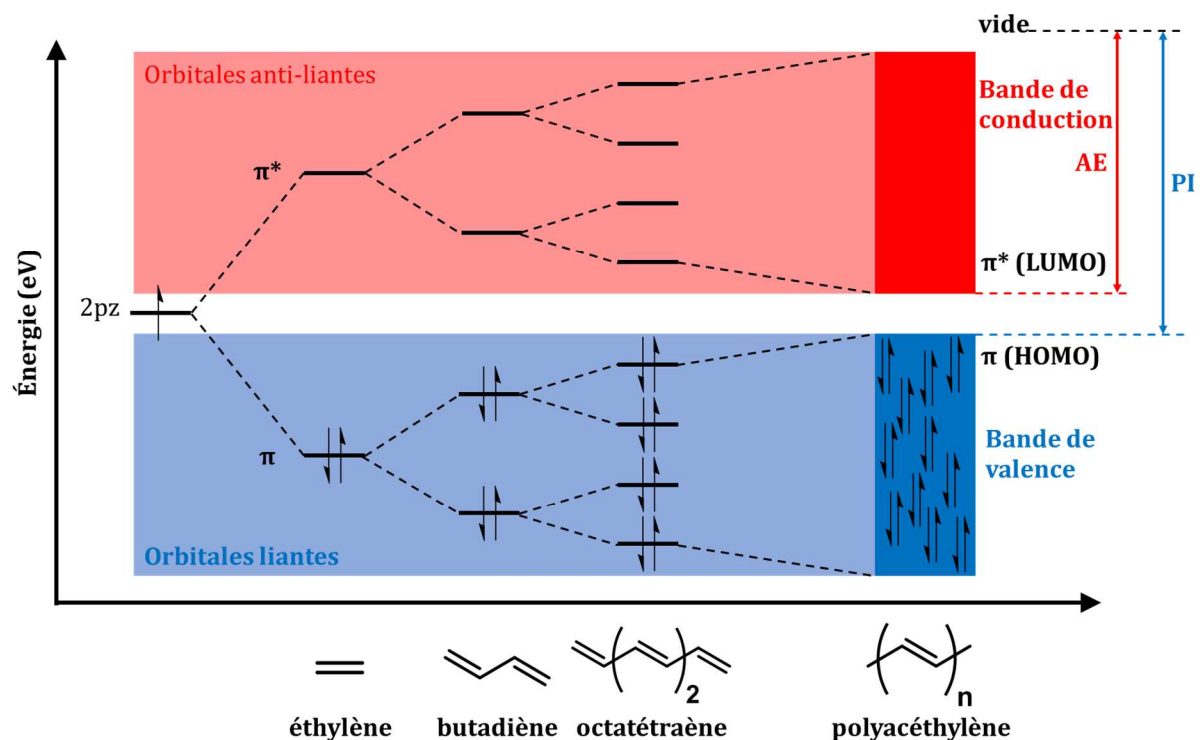 vide
Orbitales anti-liantes
Bande de
conduction
AE
PI
π*
π* (LUMO)
2pz
Énergie (eV)
π (HOMO)
π
Bande de
valence
Orbitales liantes
2
n
éthylène
butadiène
octatétraène
polyacéthylène